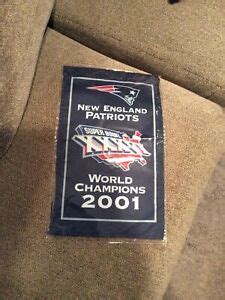 NEW ENGLAND
PATRIOTS
SUPER BOWL
XXXVI
WORLD
CHAMPIONS
2001